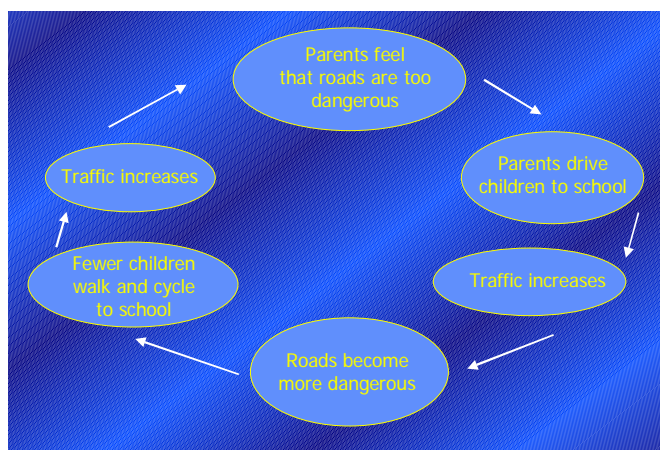 Parents feel
that roads are too
dangerous
Parents drive
children to school
Traffic increases
Roads become
more dangerous
Fewer children
walk and cycle
to school
Traffic increases